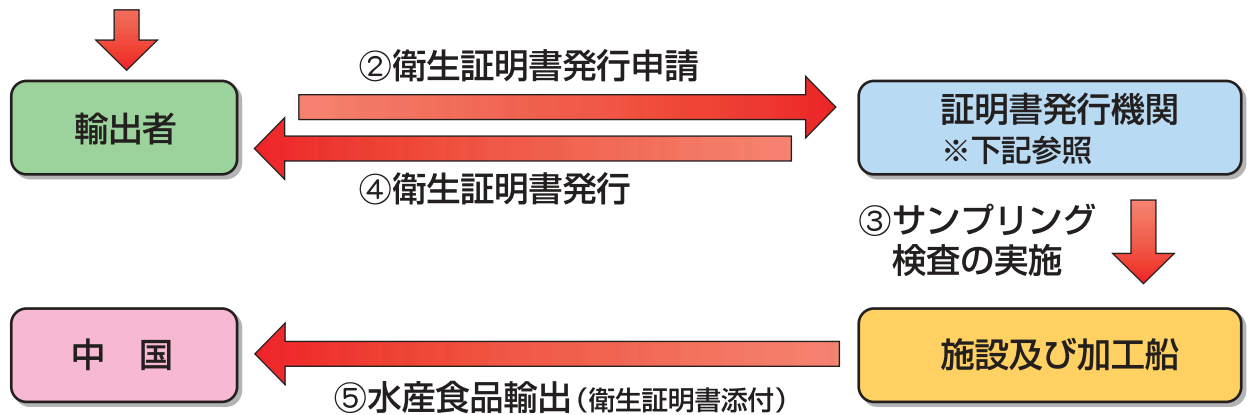 ②衛生証明書発行申請
輸出者
証明書発行機関
※下記参照
④衛生証明書発行
③サンプリング
検査の実施
中　国
施設及び加工船
⑤水産食品輸出（衛生証明書添付）